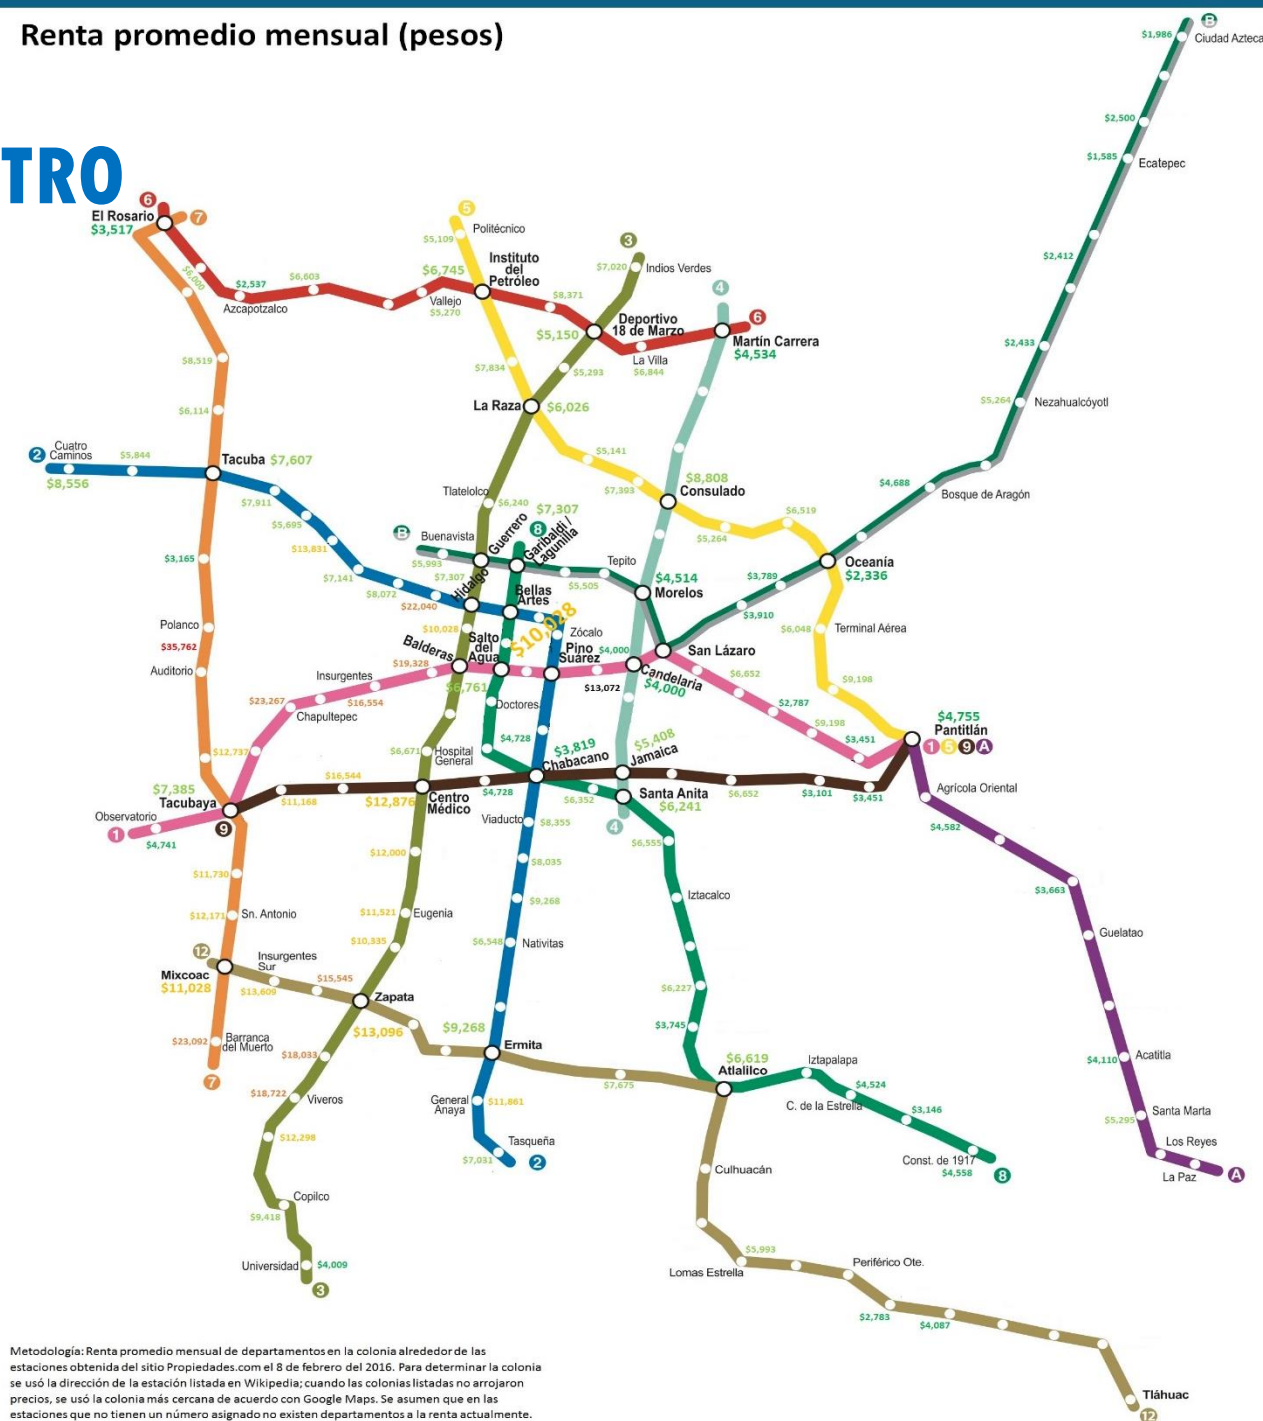 Renta promedio mensual (pesos)
TRO
B
$1,986
Ciudad Azteca
$2,500
$1,585
Ecatepec
$2,412
$2,433
$5,264
Nezahualcóyotl
$4,688
Bosque de Aragón
6
El Rosario
7
$3,517
$6,000
$2,537
Azcapotzalco
$6,603
5
Politécnico
$5,109
$6,745
Instituto
del
Petróleo
Vallejo
$5,270
3
$7,020
Indios Verdes
$8,371
4
6
Deportivo
18 de Marzo
$5,150
La Villa
$6,844
Martín Carrera
$4,534
$8,519
$7,834
$5,293
$6,114
La Raza
$6,026
2
Cuatro
Caminos
$8,556
$5,844
Tacuba $7,607
$7,911
$5,695
$13,831
$7,141
$8,072
$22,040
$5,141
$7,393
$8,808
Consulado
$5,264
$6,519
Tlatelolco
$6,240
$7,307
8
Garibaldi /
Lagunilla
Guerrero
B
Buenavista
$5,993
$7,307
Hidalgo
$5,505
Tepito
$4,514
Morelos
$3,789
$3,910
Oceanía
$2,336
Bellas
Artes
$10,028
$3,165
Polanco
$35,762
Auditorio
$10,028
Balderas
Salto
del
Agua
Zócalo
Pino
Suárez
$4,000
San Lázaro
$6,048
Terminal Aérea
$6,761
$13,072
Candelaria
$4,000
$6,652
$2,787
$9,198
$9,198
$3,451
$4,755
Pantitlán
1 5 9 A
Insurgentes
$19,328
$16,554
$23,267
Chapultepec
$12,737
Doctores
$4,728
Hospital
General
$6,671
$3,819
Chabacano
$5,408
Jamaica
$7,385
Tacubaya
9
$11,168
$16,544
$12,876
Centro
Médico
$4,728
$6,352
Santa Anita
$6,241
$6,652
$3,101
$3,451
Agrícola Oriental
$4,582
Observatorio
1
$4,741
4
Viaducto
$8,355
$6,555
$12,000
$8,035
$11,730
$3,663
$12,171
Sn. Antonio
$11,521
Eugenia
$9,268
Iztacalco
Guelatao
$10,335
$6,548
Nativitas
12
Mixcoac
$11,028
Insurgentes
Sur
$13,609
$15,545
Zapata
$13,096
$6,227
$3,745
$9,268
Ermita
$23,092
Barranca
del Muerto
7
$18,033
$7,675
$6,619
Atlalilco
Iztapalapa
C. de la Estrella
$4,524
$3,146
Const. de 1917
$4,558
8
$4,110
Acatitla
$5,295
Santa Marta
Los Reyes
La Paz
A
$18,722
Viveros
General
Anaya
$11,861
Tasqueña
$7,031
2
$12,298
Copilco
$9,418
Universidad
$4,009
3
Culhuacán
$5,993
Lomas Estrella
Periférico Ote.
$2,783
$4,087
Tláhuac
12
Metodología: Renta promedio mensual de departamentos en la colonia alrededor de las
estaciones obtenida del sitio Propiedades.com el 8 de febrero del 2016. Para determinar la colonia
se usó la dirección de la estación listada en Wikipedia; cuando las colonias listadas no arrojaron
precios, se usó la colonia más cercana de acuerdo con Google Maps. Se asumen que en las
estaciones que no tienen un número asignado no existen departamentos a la renta actualmente.